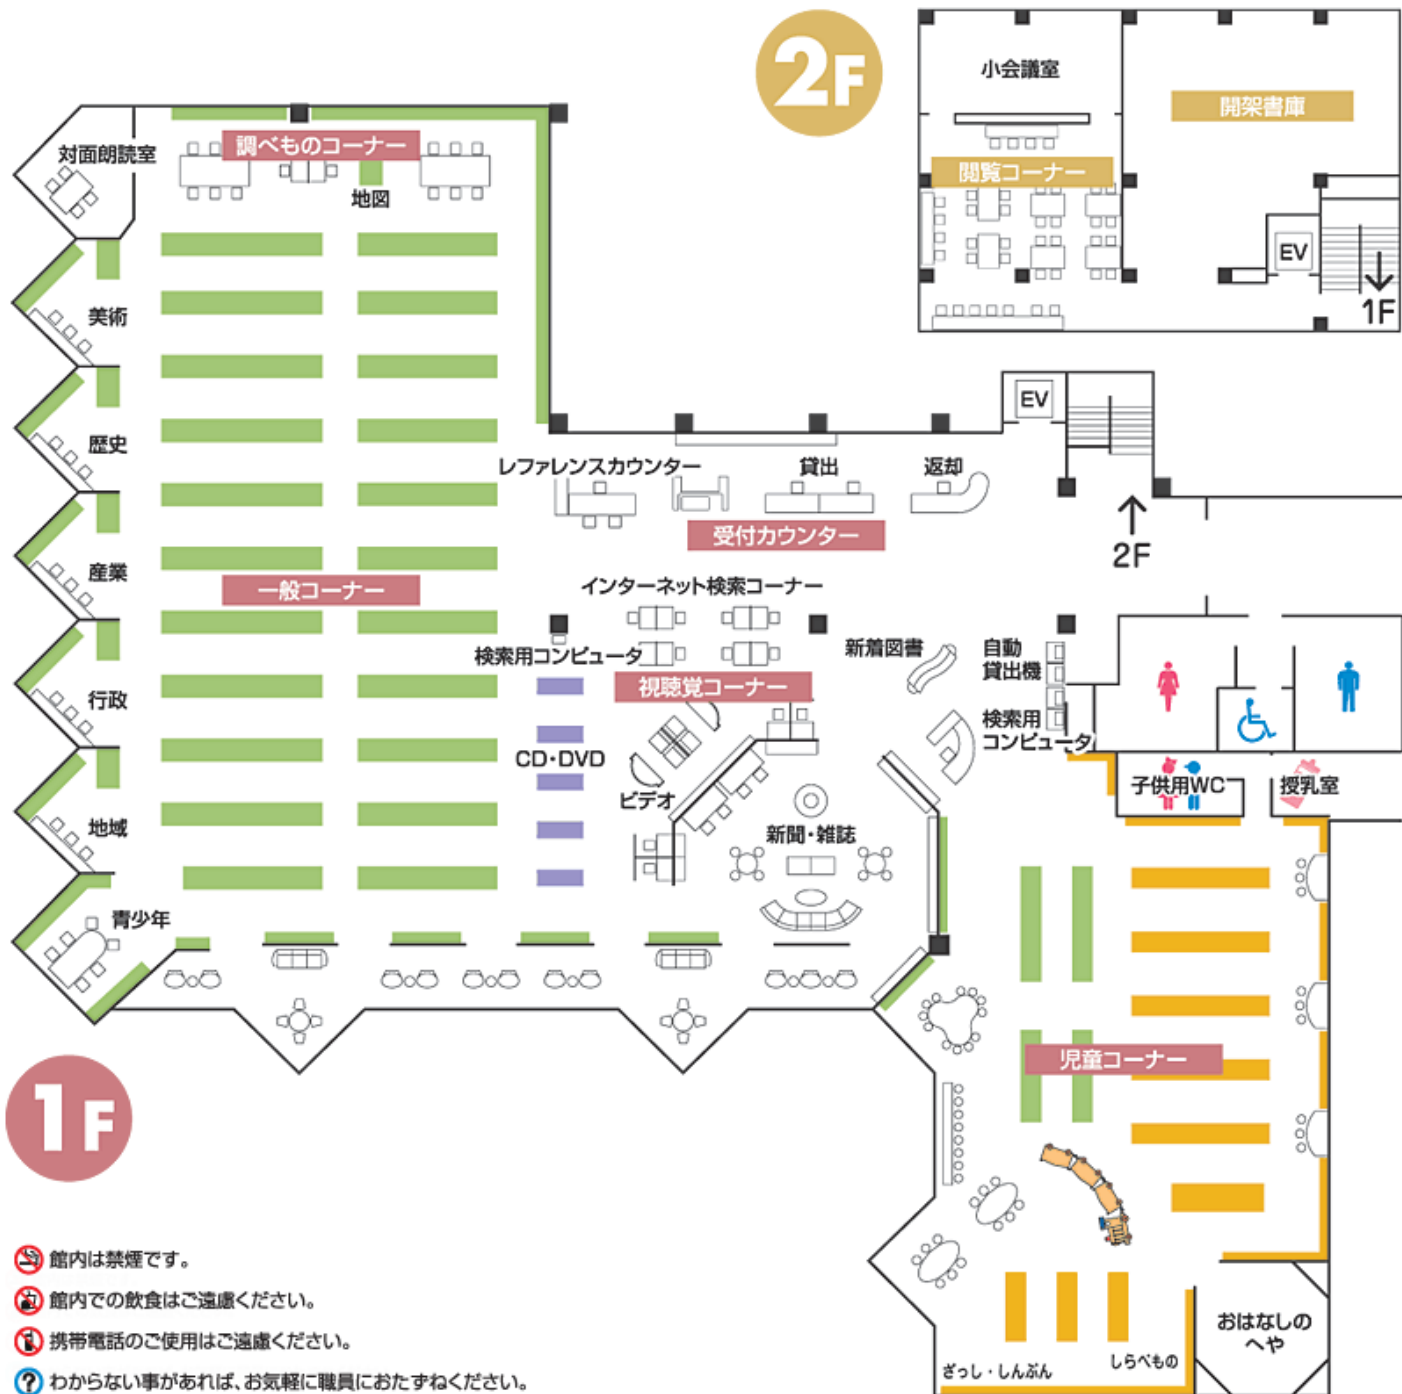 2F
小会議室
開架書庫
閲覧コーナー
EV
1F
対面朗読室
調べものコーナー
地図
美術
歴史
産業
行政
地域
青少年
一般コーナー
EV
2F
レファレンスカウンター
貸出
返却
受付カウンター
インターネット検索コーナー
検索用コンピュータ
視聴覚コーナー
CD・DVD
ビデオ
新聞・雑誌
新着図書
自動
貸出機
検索用
コンピュータ
子供用WC
授乳室
児童コーナー
ざっし・しんぶん
しらべもの
おはなしの
へや
1F
館内は禁煙です。
館内での飲食はご遠慮ください。
携帯電話のご使用はご遠慮ください。
?
わからない事があれば、お気軽に職員におたずねください。